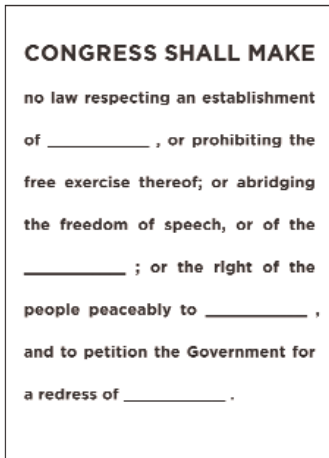 CONGRESS SHALL MAKE
no law respecting an establishment
of ___________ , or prohibiting the
free exercise thereof; or abridging
the freedom of speech, or of the
___________ ; or the right of the
people peaceably to ___________ ,
and to petition the Government for
a redress of ___________ .